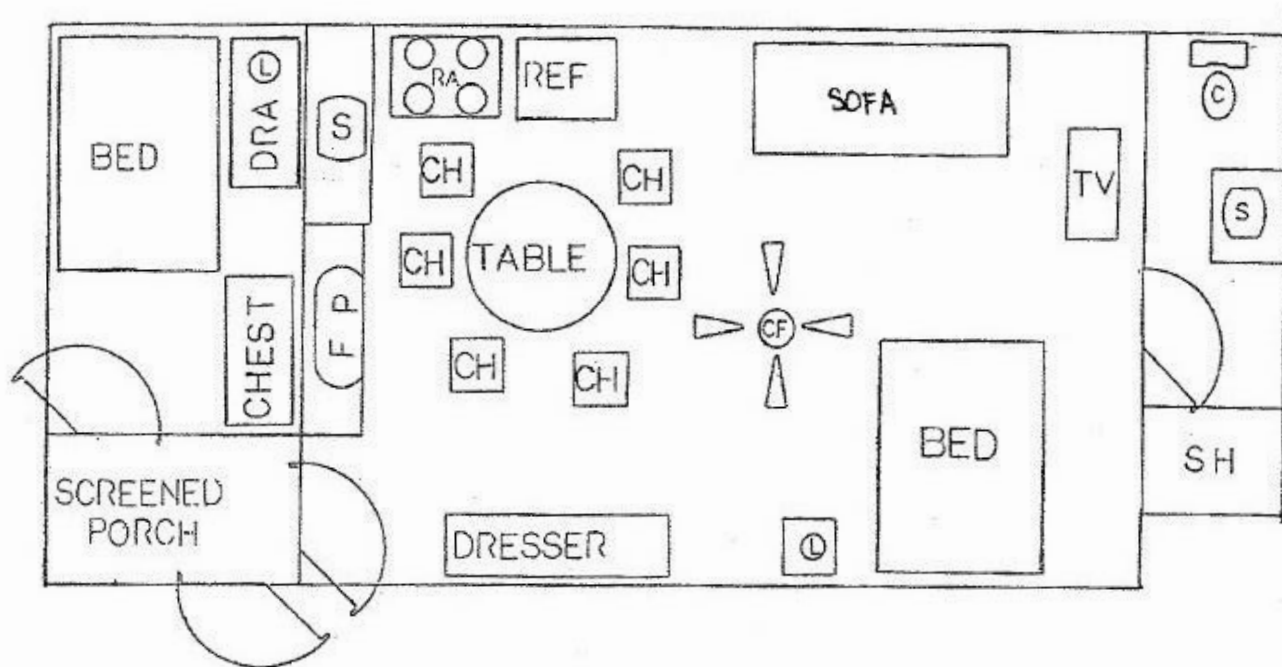 BED
DRA
L
S
RA
REF
SOFA
C
TV
S
CH
CH
CH
TABLE
CH
CH
CH
CHEST
F P
CF
BED
SH
SCREENED
PORCH
DRESSER
L